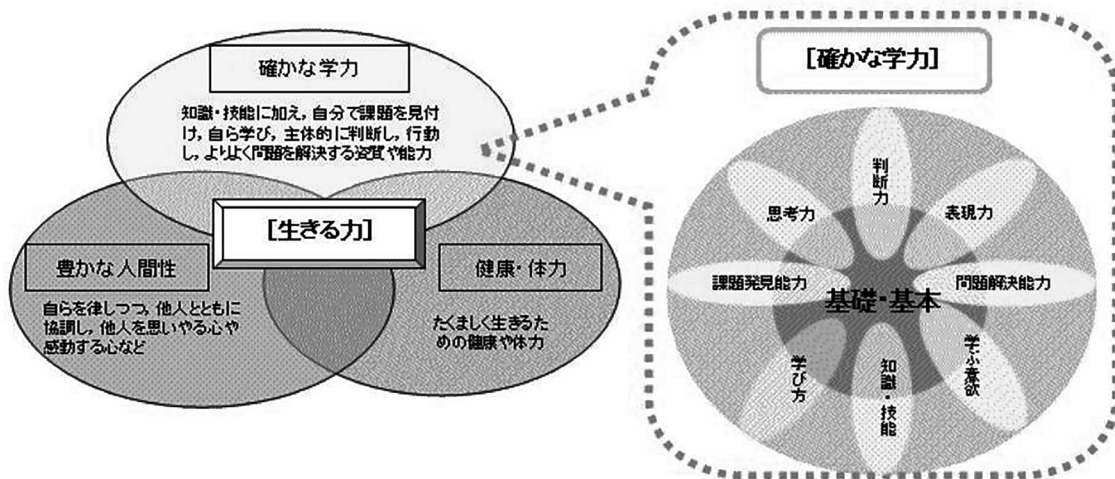 確かな学力
知識・技能に加え，自分で課題を見付
け，自ら学び，主体的に判断し，行動
し，よりよく問題を解決する資質や能力
[生きる力]
豊かな人間性
自らを律しつつ，他人とともに
協調し，他人を思いやる心や
感動する心など
健康・体力
たくましく生きるた
めの健康や体力
[確かな学力]
判断力
思考力
表現力
課題発見能力
問題解決能力
基礎・基本
学び方
知識・技能
学ぶ意欲